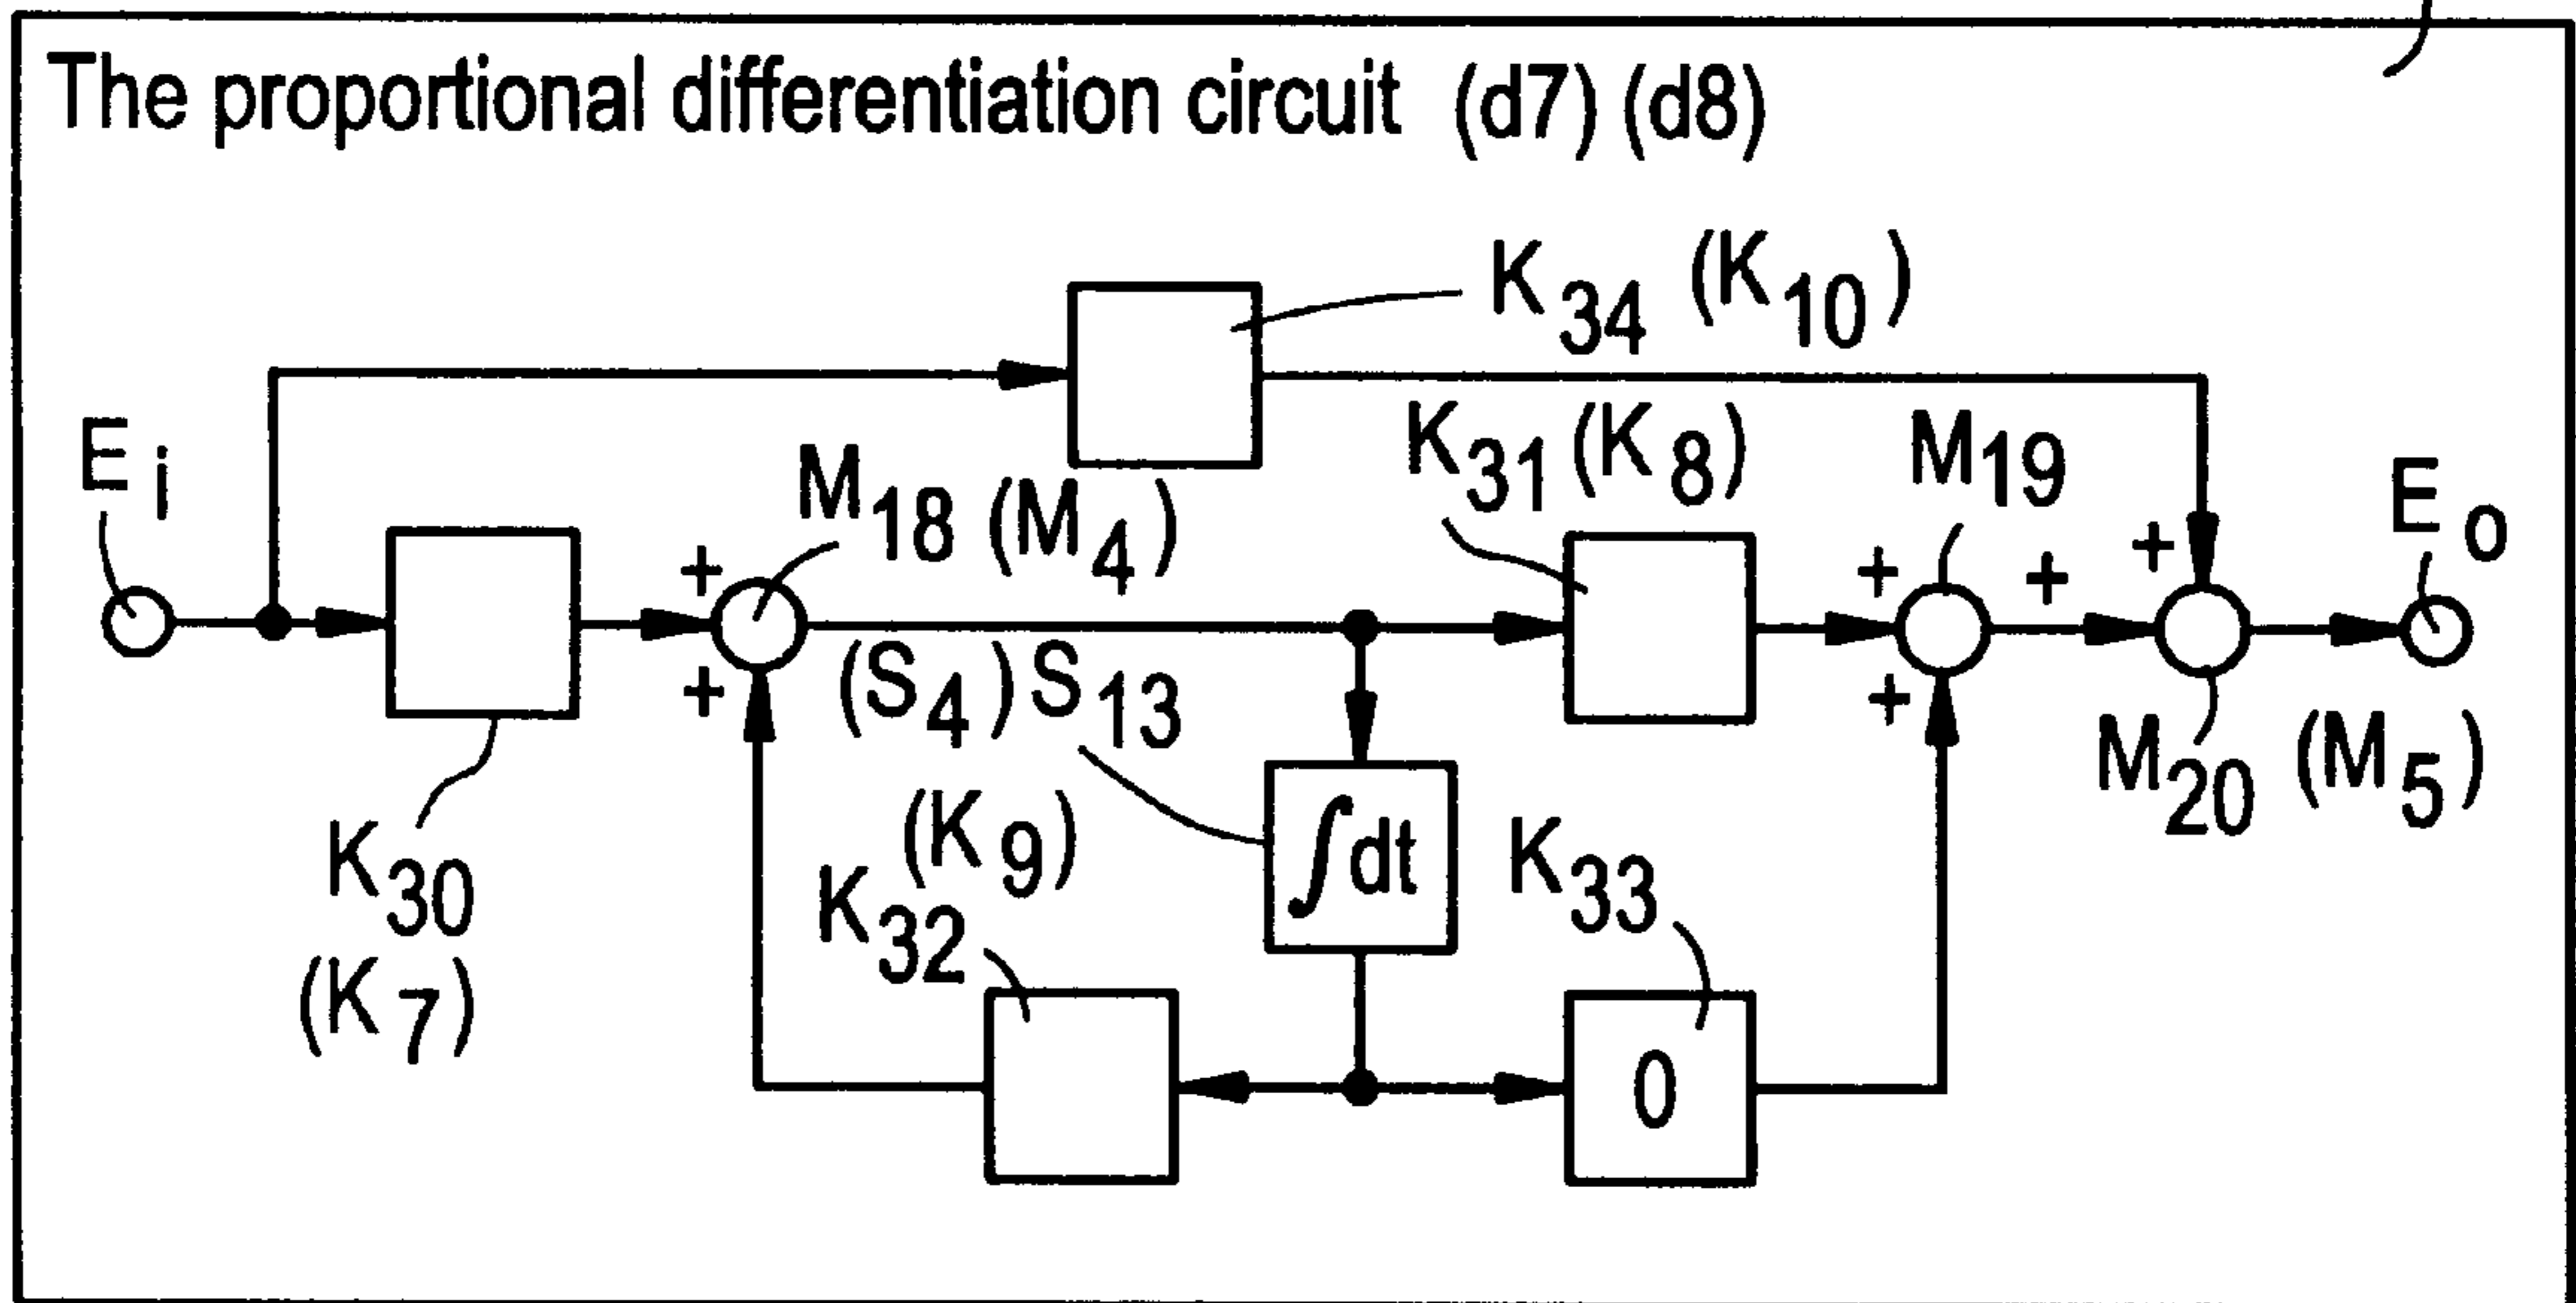 The proportional differentiation circuit (d7) (d8)
K34 (K10)
Ei
K31 (K8)
M19
M18 (M4)
Eo
+
+
+
+
+
+
(S4) S13
M20 (M5)
K30
(K7)
(K9)
K32
∫dt
K33
0